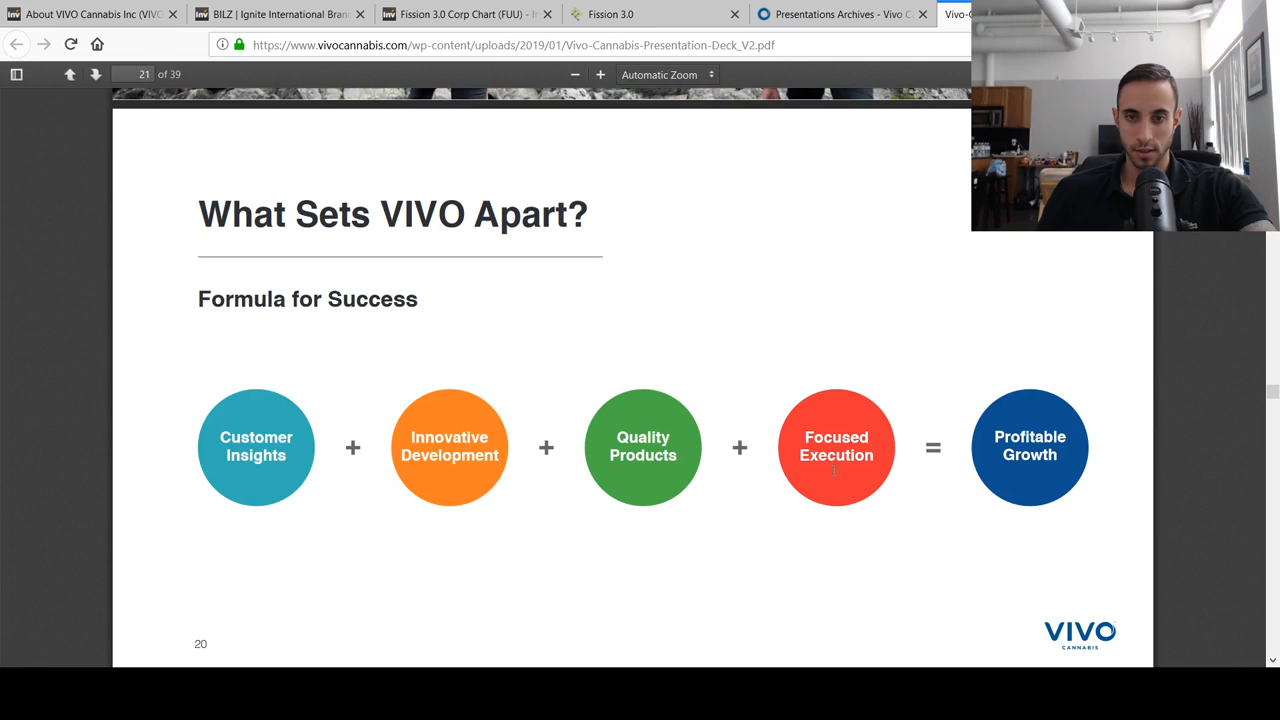 About VIVO Cannabis Inc (VIVC
BILZ | Ignite International Bran
Fission 3.0 Corp Chart (FUU) - In
Fission 3.0
Presentations Archives - Vivo C
Vivo-C
https://www.vivocannabis.com/wp-content/uploads/2019/01/Vivo-Cannabis-Presentation-Deck_V2.pdf
21 of 39
Automatic Zoom
What Sets VIVO Apart?
Formula for Success
Customer
Insights
+
Innovative
Development
+
Quality
Products
+
Focused
Execution
=
Profitable
Growth
20
VIVO
CANNABIS